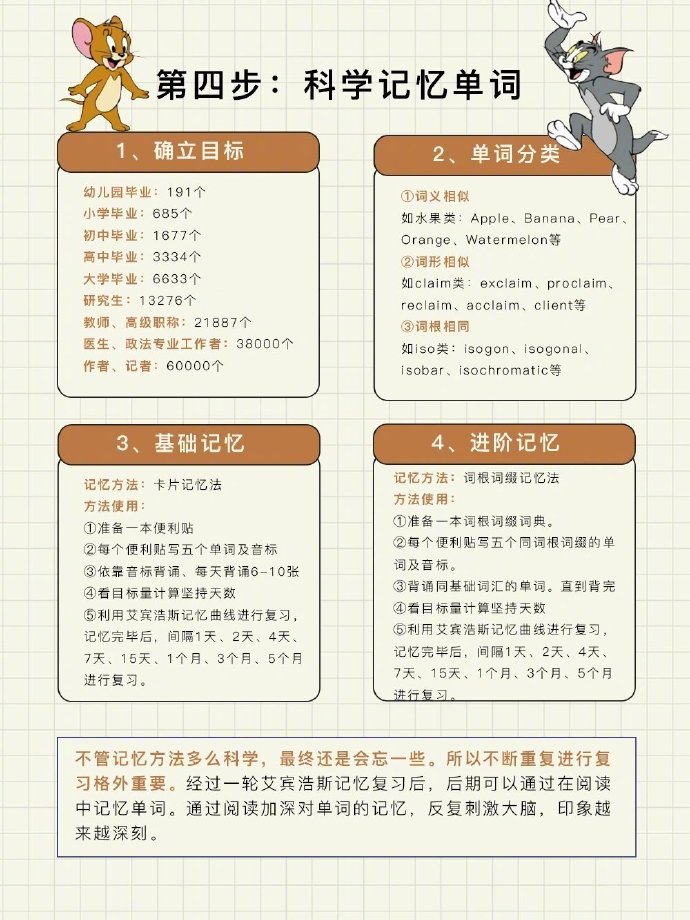 第四步：科学记忆单词
1、确立目标
幼儿园毕业：191个
小学毕业：685个
初中毕业：1677个
高中毕业：3334个
大学毕业：6633个
研究生：13276个
教师、高级职称：21887个
医生、政法专业工作者：38000个
作者、记者：60000个
2、单词分类
①词义相似
如水果类：Apple、Banana、Pear、
Orange、Watermelon等
②词形相似
如claim类：exclaim、proclaim、
reclaim、acclaim、client等
③词根相同
如iso类：isogon、isogonal、
isobar、isochromatic等
3、基础记忆
记忆方法：卡片记忆法
方法使用：
①准备一本便利贴
②每个便利贴写五个单词及音标
③依靠音标背诵、每天背诵6-10张
④看目标量计算坚持天数
⑤利用艾宾浩斯记忆曲线进行复习，
记忆完毕后，间隔1天、2天、4天、
7天、15天、1个月、3个月、5个月
进行复习。
4、进阶记忆
记忆方法：词根词缀记忆法
方法使用：
①准备一本词根词缀词典。
②每个便利贴写五个同词根词缀的单
词及音标。
③背诵同基础词汇的单词。直到背完
④看目标量计算坚持天数
⑤利用艾宾浩斯记忆曲线进行复习，
记忆完毕后，间隔1天、2天、4天、
7天、15天、1个月、3个月、5个月
进行复习。
不管记忆方法多么科学，最终还是会忘一些。所以不断重复进行复
习格外重要。经过一轮艾宾浩斯记忆复习后，后期可以通过在阅读
中记忆单词。通过阅读加深对单词的记忆，反复刺激大脑，印象越
来越深刻。